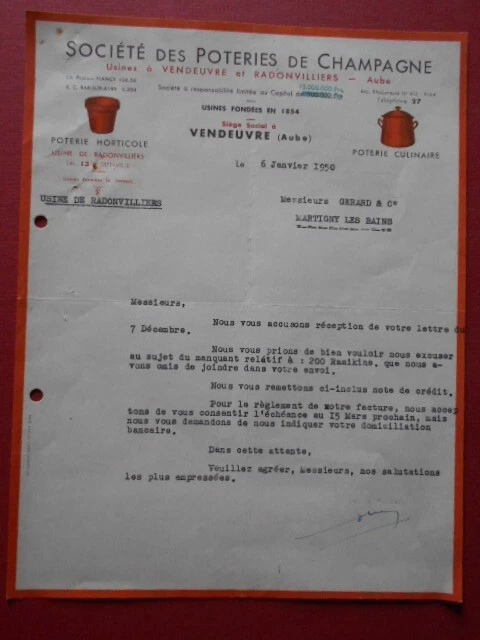 SOCIÉTÉ DES POTERIES DE CHAMPAGNE
Usines à VENDEUVRE et RADONVILLIERS — Aube
Société à responsabilité limitée au Capital de
USINES FONDÉES EN 1854
Téléphone 27
Siège Social à
VENDEUVRE (Aube)
POTERIE HORTICOLE
USINE DE RADONVILLIERS
POTERIE CULINAIRE
Le 6 Janvier 1950
USINE DE RADONVILLIERS
Messieurs GERARD & Cº
MARTIGNY LES BAINS
Messieurs,
Nous vous accusons réception de votre lettre du
7 Décembre.
Nous vous prions de bien vouloir nous excuser
au sujet du manquant relatif à : 200 Ramikins, que nous a-
vons omis de joindre dans votre envoi.
Nous vous remettons ci-inclus note de crédit.
Pour le règlement de notre facture, nous accep
tons de vous consentir l'échéance au 15 Mars prochain, mais
nous vous demandons de nous indiquer votre domiciliation
bancaire.
Dans cette attente,
Veuillez agréer, Messieurs, nos salutations
les plus empressées.